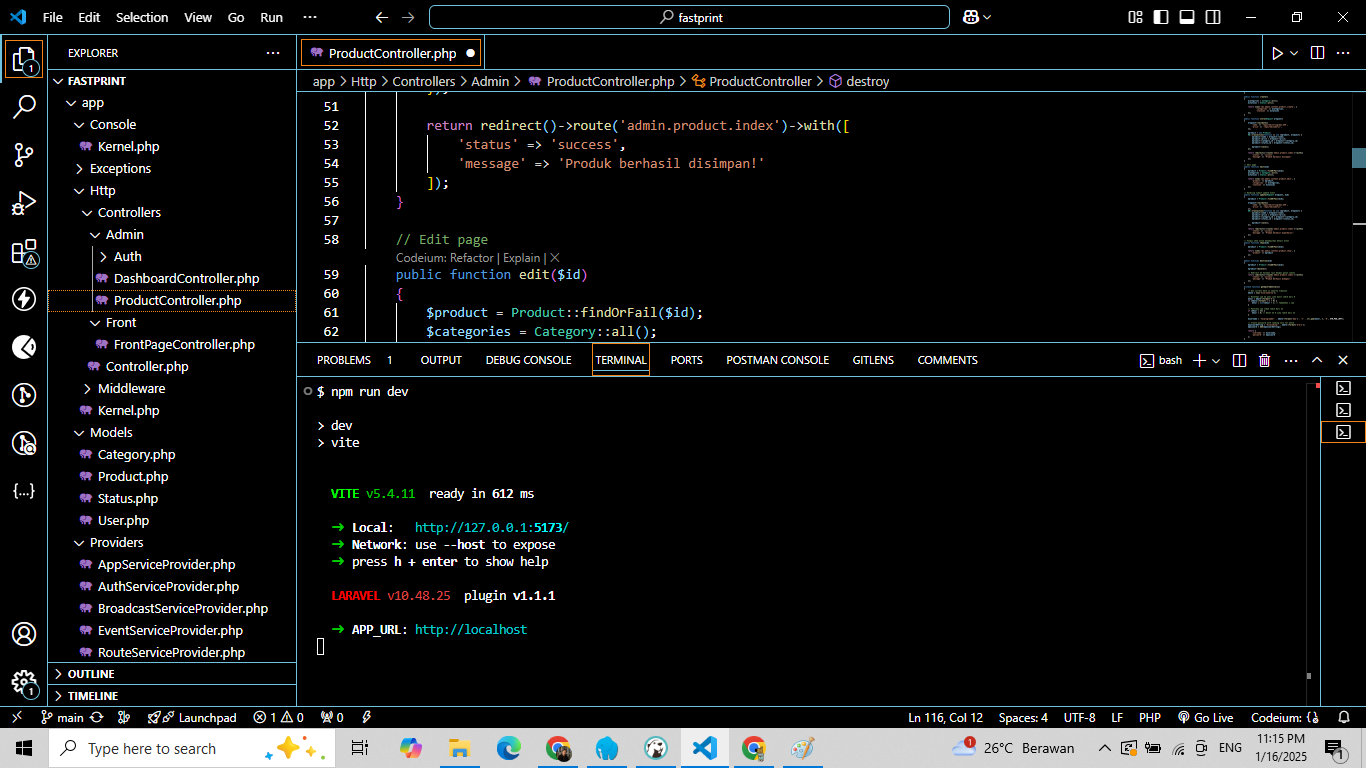 File Edit Selection View Go Run ··· fastprint
EXPLORER ···
FASTPRINT
app
Console
Kernel.php
Exceptions
Http
Controllers
Admin
Auth
DashboardController.php
ProductController.php
Front
FrontPageController.php
Controller.php
Middleware
Kernel.php
Models
Category.php
Product.php
Status.php
User.php
Providers
AppServiceProvider.php
AuthServiceProvider.php
BroadcastServiceProvider.php
EventServiceProvider.php
RouteServiceProvider.php
OUTLINE
TIMELINE
1
1
ProductController.php
app > Http > Controllers > Admin > ProductController.php > ProductController > destroy
51
52 return redirect()->route('admin.product.index')->with([
53 'status' => 'success',
54 'message' => 'Produk berhasil disimpan!'
55 ]);
56 }
57
58 // Edit page
Codeium: Refactor | Explain | X
59 public function edit($id)
60 {
61 $product = Product::findOrFail($id);
62 $categories = Category::all();
PROBLEMS 1 OUTPUT DEBUG CONSOLE TERMINAL PORTS POSTMAN CONSOLE GITLENS COMMENTS bash
$ npm run dev
> dev
> vite
VITE v5.4.11 ready in 612 ms
➜ Local: http://127.0.0.1:5173/
➜ Network: use --host to expose
➜ press h + enter to show help
LARAVEL v10.48.25 plugin v1.1.1
➜ APP_URL: http://localhost
main Launchpad 1 0 0 Ln 116, Col 12 Spaces: 4 UTF-8 LF PHP Go Live Codeium: {}
Type here to search 1 26°C Berawan ENG 11:15 PM
1/16/2025 1